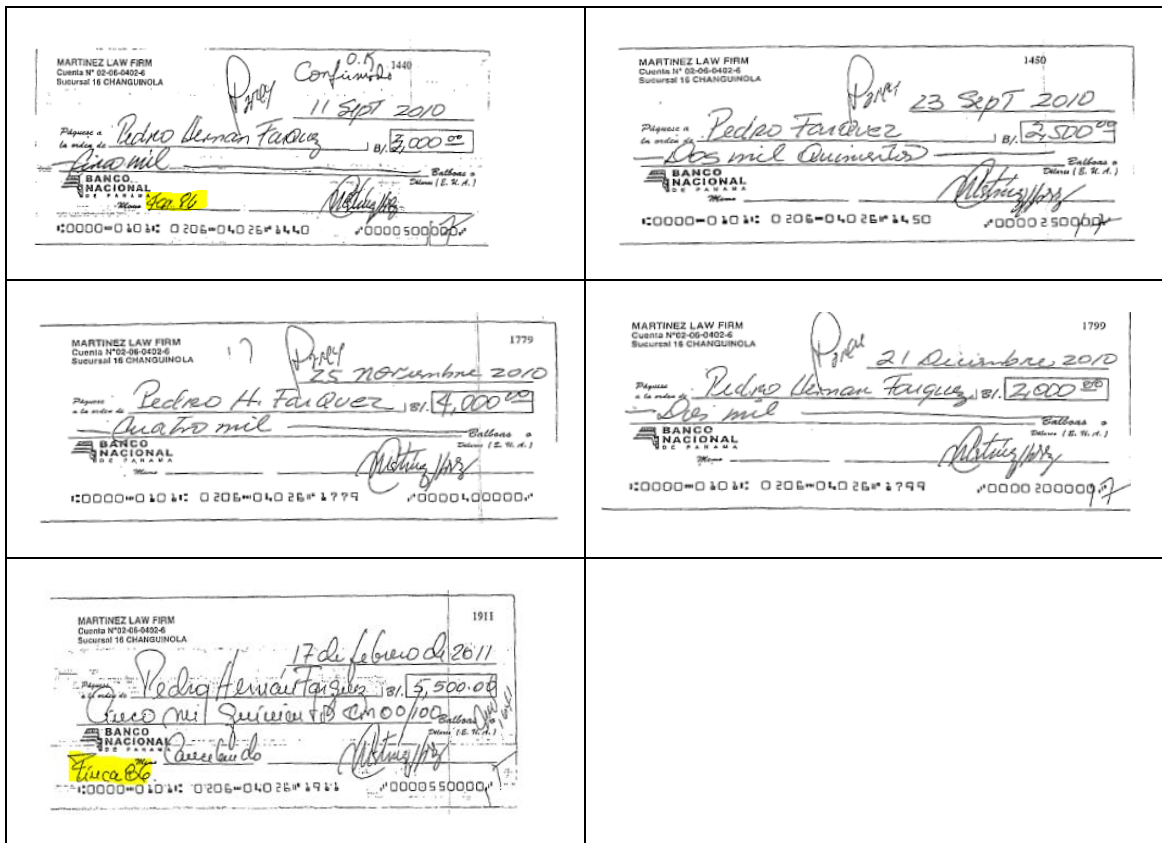 MARTINEZ LAW FIRM
Cuenta N° 02-06-0402-6
Sucursal 16 CHANGUINOLA
O.K
Confirmado
1440
11 Sept 2010
Páguese a
la orden de Pedro Hernán B/. ,000 00
Cinco mil
Balboas o
Dólares (E. U. A.)
BANCO
NACIONAL
DE PANAMA
Memo Fca. 86
⑆0000⑉0101⑆ 0206⑉04026⑈1440 ⑈0000500000⑈
MARTINEZ LAW FIRM
Cuenta N° 02-06-0402-6
Sucursal 16 CHANGUINOLA
1450
23 SepT 2010
Páguese a
la orden de Pedro Farquez B/. 2,500 00
Dos mil Quinientos
Balboas o
Dólares (E. U. A.)
BANCO
NACIONAL
DE PANAMA
Memo
⑆0000⑉0101⑆ 0206⑉04026⑈1450 ⑈0000250000⑈
MARTINEZ LAW FIRM
Cuenta N°02-06-0402-6
Sucursal 16 CHANGUINOLA
1779
25 noviembre 2010
Páguese
a la orden de Pedro H. FarQuez B/. 4,000 00
Cuatro mil
Balboas o
Dólares (E. U. A.)
BANCO
NACIONAL
DE PANAMA
Memo
⑆0000⑉0101⑆ 0206⑉04026⑈1779 ⑈0000400000⑈
MARTINEZ LAW FIRM
Cuenta N°02-06-0402-6
Sucursal 16 CHANGUINOLA
1799
21 Diciembre 2010
Páguese
a la orden de Pedro Hernan Farquez B/. 2,000 00
mil
Balboas o
Dólares (E. U. A.)
BANCO
NACIONAL
DE PANAMA
Memo
⑆0000⑉0101⑆ 0206⑉04026⑈1799 ⑈0000200000⑈
MARTINEZ LAW FIRM
Cuenta N°02-06-0402-6
Sucursal 16 CHANGUINOLA
1911
17 de febrero de 2011
Páguese
a la orden de Pedro Hernán B/. 5,500.00
Cinco mil quinientos con 00/100
Balboas o
Dólares (E. U. A.)
BANCO
NACIONAL
DE PANAMA
Memo Cancelando
Finca 86
⑆0000⑉0101⑆ 0206⑉04026⑈1911 ⑈0000550000⑈